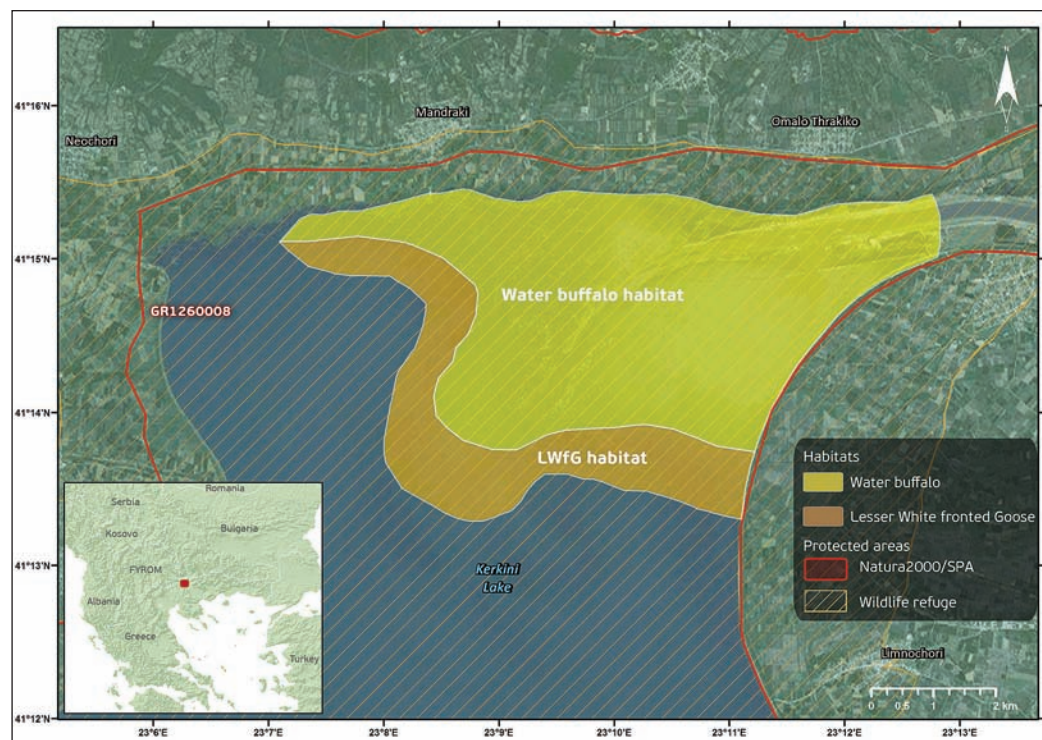 41°16'N
41°15'N
41°14'N
41°13'N
41°12'N
23°6'E
23°7'E
23°8'E
23°9'E
23°10'E
23°11'E
23°12'E
23°13'E
N
Neochori
Mandraki
Omalo Thrakiko
GR1260008
Water buffalo habitat
LWfG habitat
Kerkini
Lake
Limnochori
Habitats
Water buffalo
Lesser White fronted Goose
Protected areas
Natura2000/SPA
Wildlife refuge
0 0.5 1 2 km
Romania
Serbia
Kosovo
Bulgaria
FYROM
Albania
Greece
Turkey